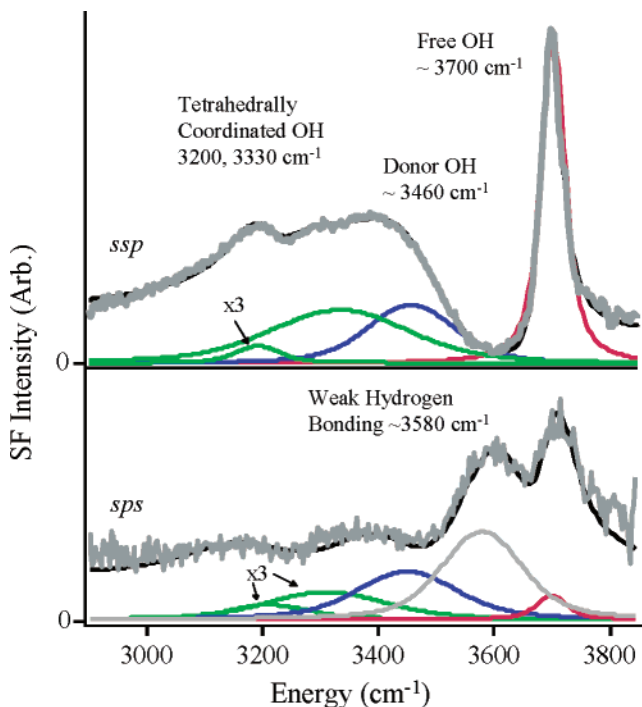 Free OH
~ 3700 cm⁻¹
Tetrahedrally
Coordinated OH
3200, 3330 cm⁻¹
Donor OH
~ 3460 cm⁻¹
ssp
x3
0
SF Intensity (Arb.)
Weak Hydrogen
Bonding ~3580 cm⁻¹
sps
x3
0
3000 3200 3400 3600 3800
Energy (cm⁻¹)